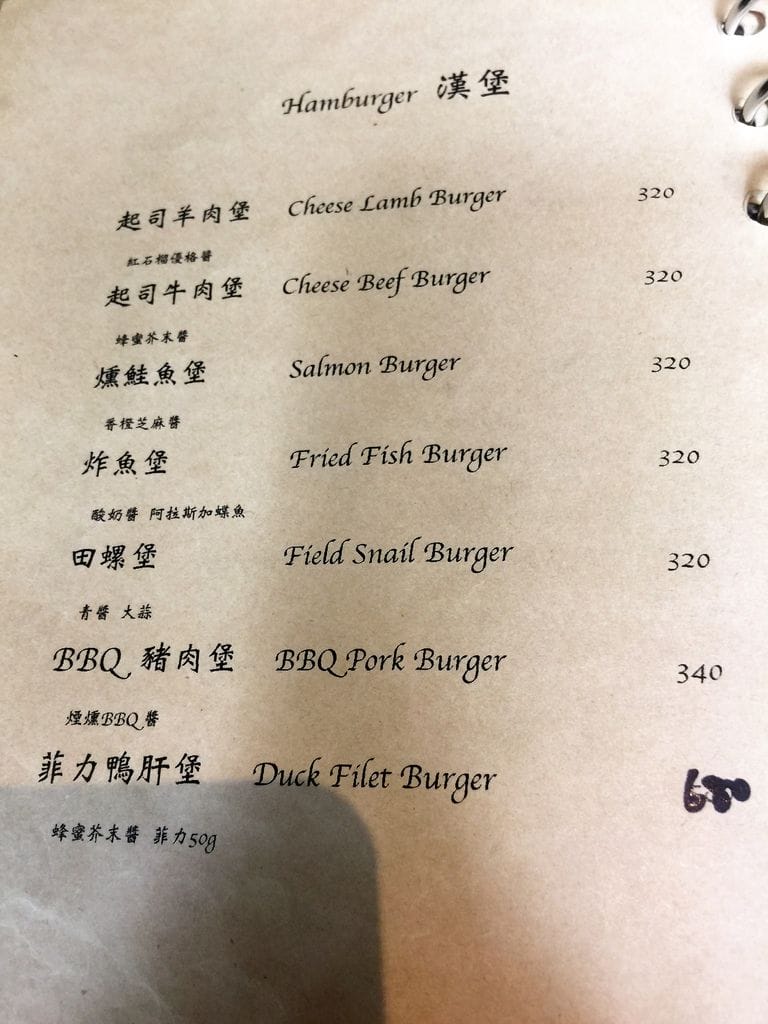 Hamburger 漢堡
起司羊肉堡 Cheese Lamb Burger 320
紅石榴優格醬
起司牛肉堡 Cheese Beef Burger 320
蜂蜜芥末醬
燻鮭魚堡 Salmon Burger 320
香橙芝麻醬
炸魚堡 Fried Fish Burger 320
酸奶醬 阿拉斯加蝶魚
田螺堡 Field Snail Burger 320
青醬 大蒜
BBQ 豬肉堡 BBQ Pork Burger 340
煙燻BBQ 醬
菲力鴨肝堡 Duck Filet Burger 680
蜂蜜芥末醬 菲力50g